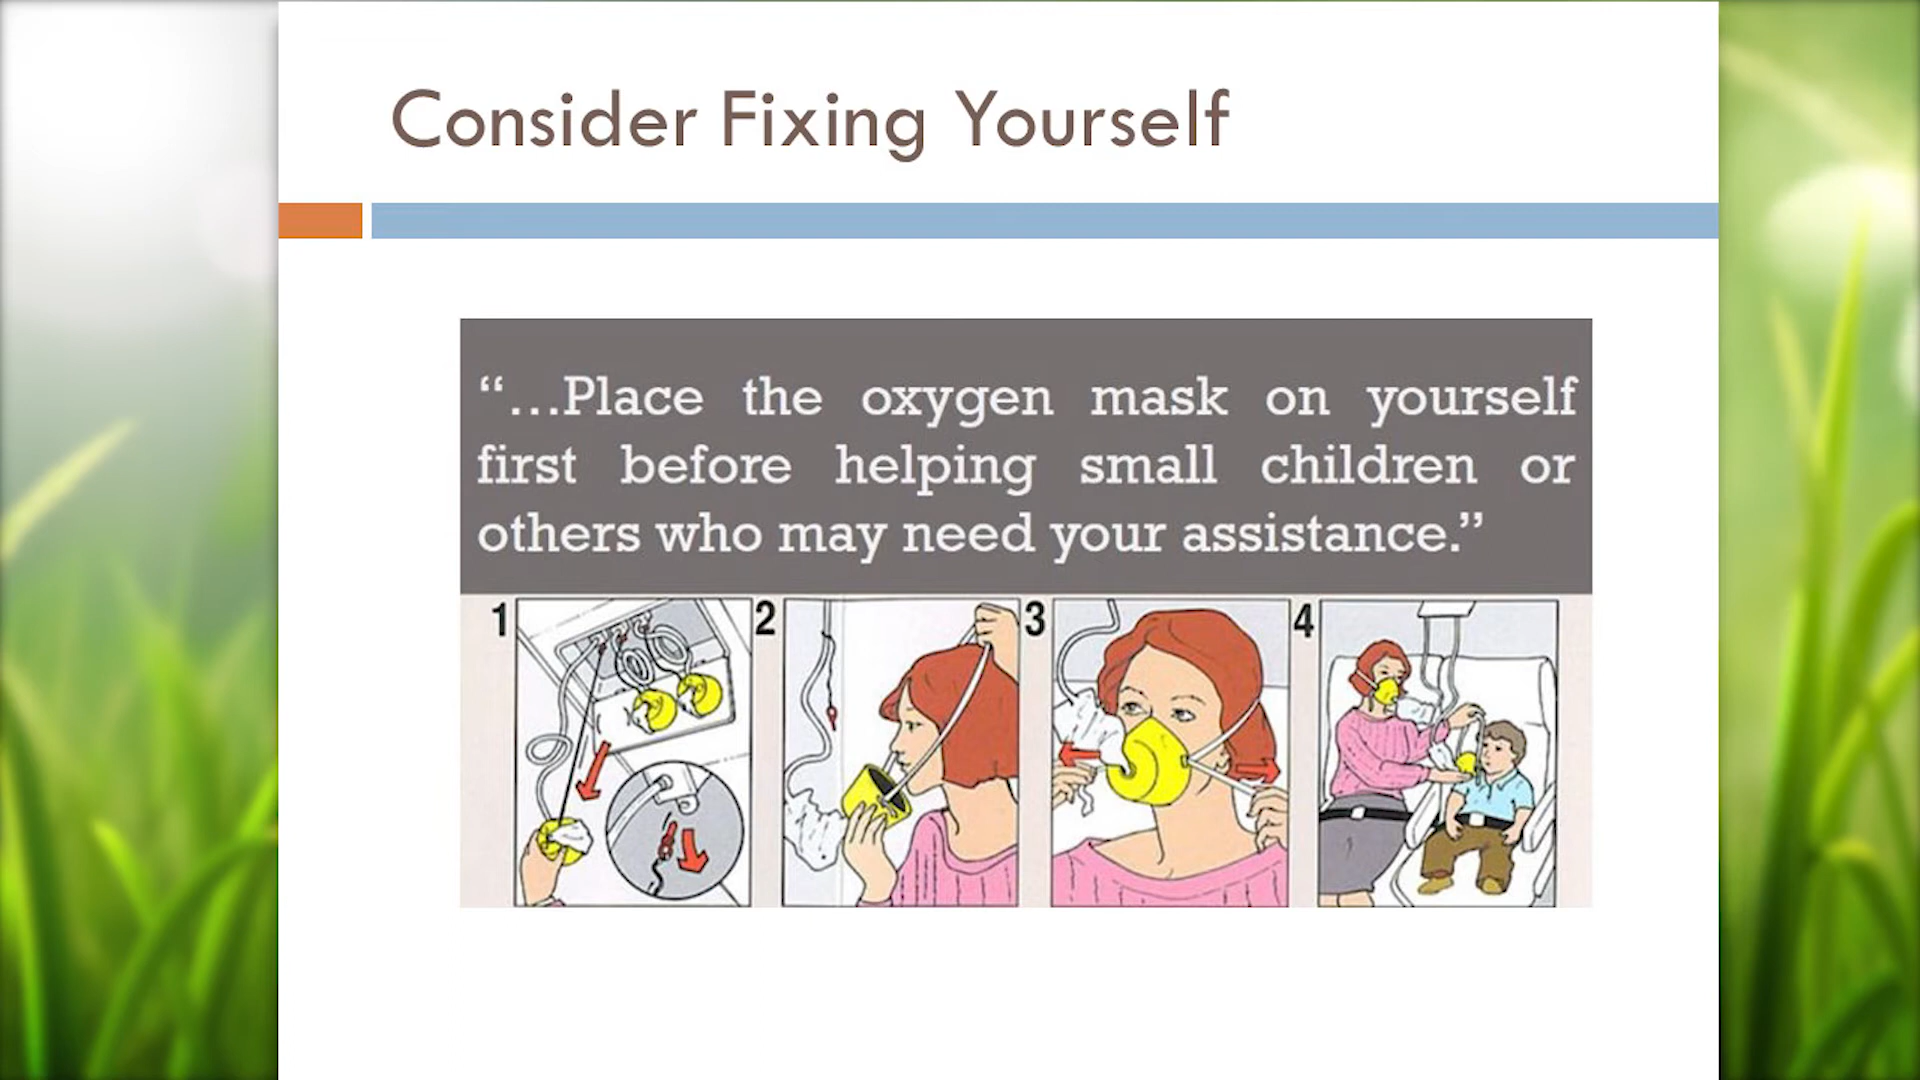 Consider Fixing Yourself
“...Place the oxygen mask on yourself
first before helping small children or
others who may need your assistance.”
1 2 3 4